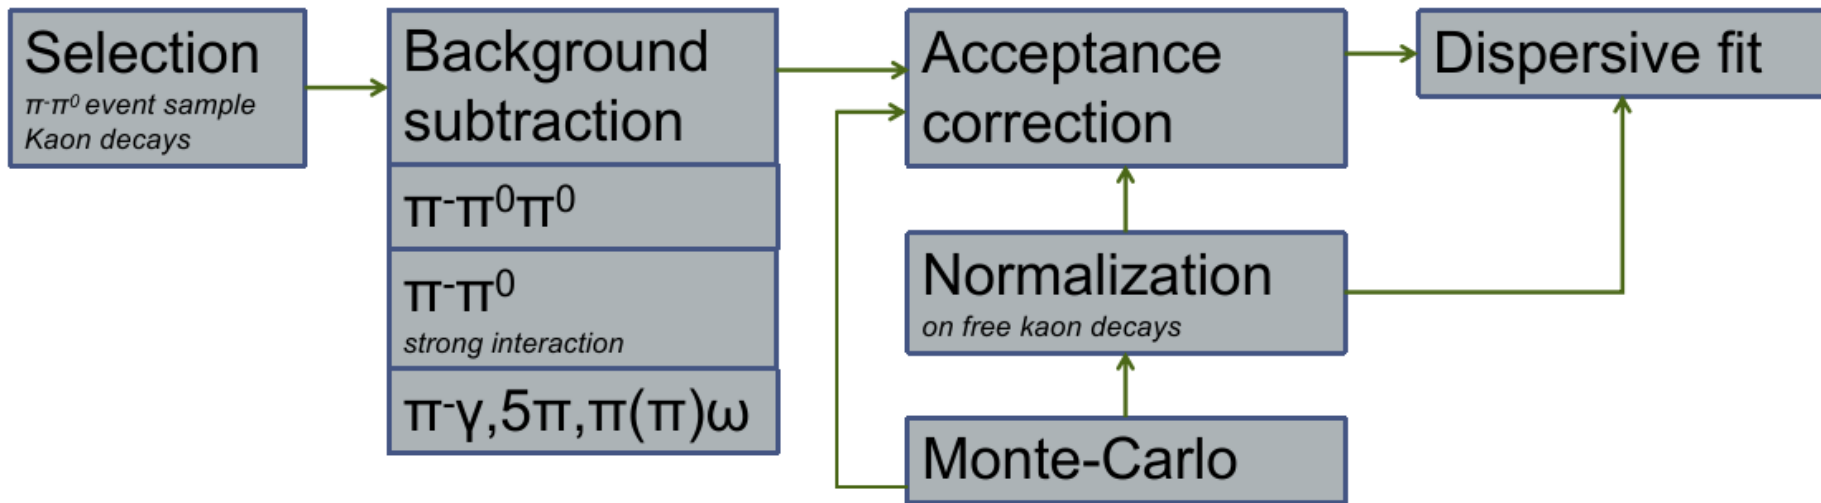 Selection
π-π⁰ event sample
Kaon decays
Background
subtraction
π-π⁰π⁰
π-π⁰
strong interaction
π-γ,5π,π(π)ω
Acceptance
correction
Normalization
on free kaon decays
Monte-Carlo
Dispersive fit